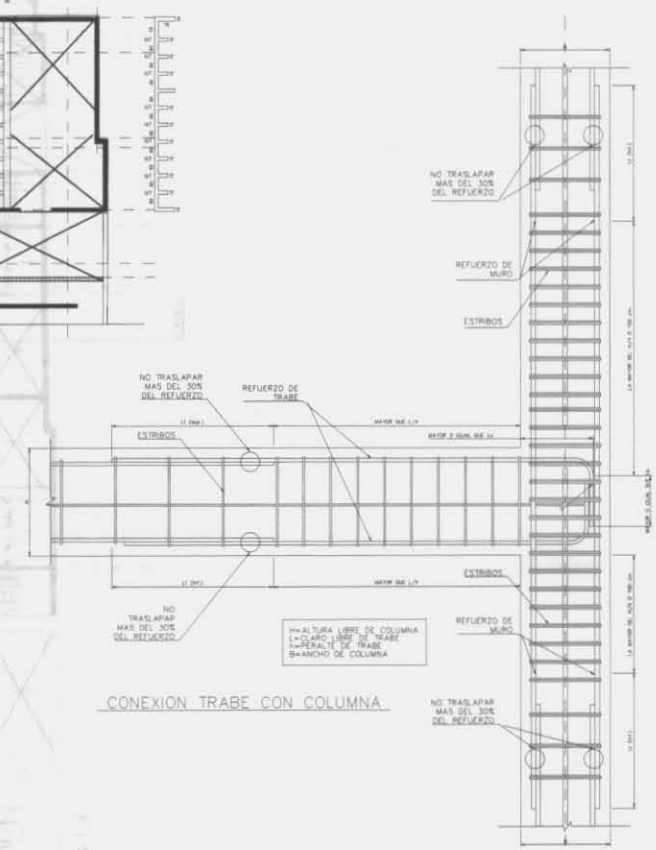 NO TRASLAPAR
MAS DEL 30%
DEL REFUERZO
REFUERZO DE
MURO
ESTRIBOS
NO TRASLAPAR
MAS DEL 30%
DEL REFUERZO
REFUERZO DE
TRABE
ESTRIBOS
MAYOR QUE L/4
MAYOR O IGUAL QUE
MAYOR O IGUAL QUE
MAYOR QUE L/4
ESTRIBOS
NO
TRASLAPAR
MAS DEL 30%
DEL REFUERZO
H=ALTURA LIBRE DE COLUMNA
L=CLARO LIBRE DE TRABE
h=PERALTE DE TRABE
B=ANCHO DE COLUMNA
REFUERZO DE
MURO
CONEXION TRABE CON COLUMNA
NO TRASLAPAR
MAS DEL 30%
DEL REFUERZO